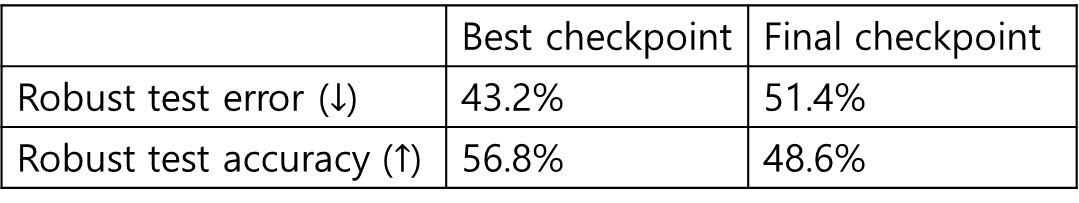 Best checkpoint Final checkpoint
Robust test error (↓) 43.2% 51.4%
Robust test accuracy (↑) 56.8% 48.6%